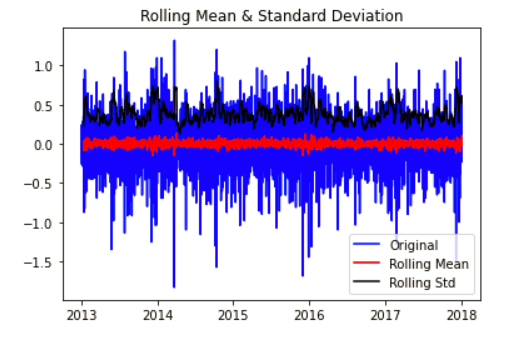 Rolling Mean & Standard Deviation
1.0
0.5
0.0
−0.5
−1.0
−1.5
Original
Rolling Mean
Rolling Std
2013 2014 2015 2016 2017 2018